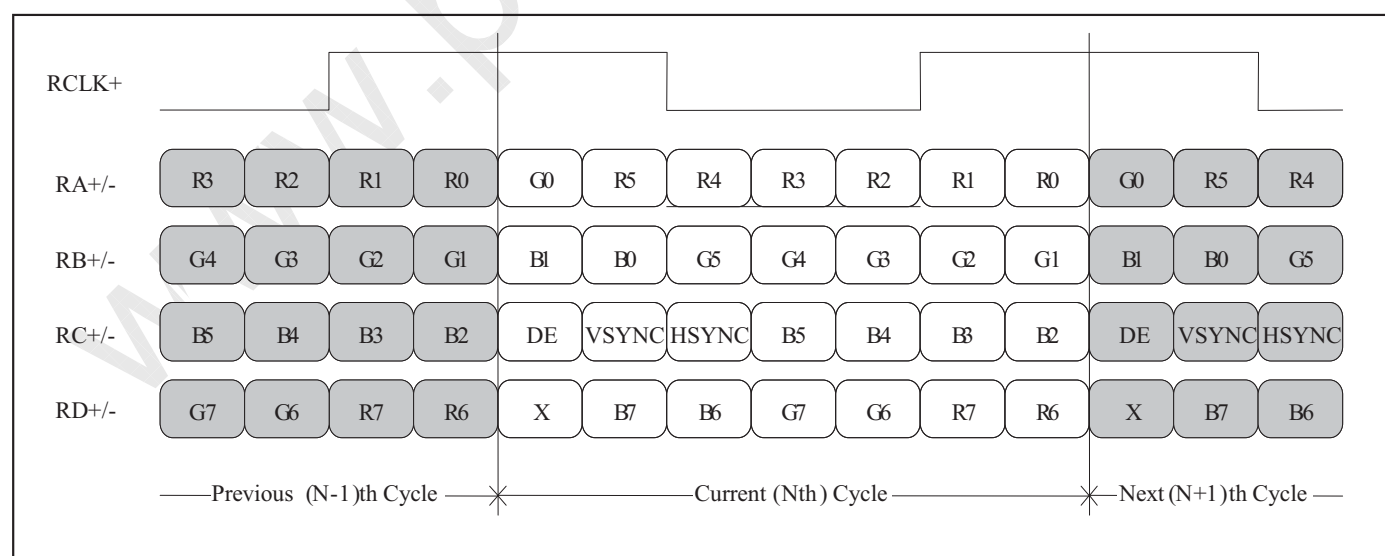 www.p
RCLK+
RA+/- R3 R2 R1 R0 G0 R5 R4 R3 R2 R1 R0 G0 R5 R4
RB+/- G4 G3 G2 G1 B1 B0 G5 G4 G3 G2 G1 B1 B0 G5
RC+/- B5 B4 B3 B2 DE VSYNC HSYNC B5 B4 B3 B2 DE VSYNC HSYNC
RD+/- G7 G6 R7 R6 X B7 B6 G7 G6 R7 R6 X B7 B6
Previous (N-1)th Cycle Current (Nth) Cycle Next (N+1)th Cycle